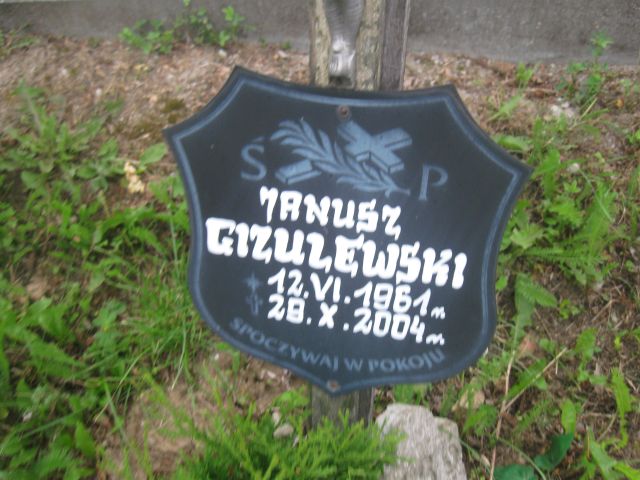 Ś P
JANUSZ
GIZULEWSKI
* 12.VI.1961 r.
† 28.X.2004 r.
SPOCZYWAJ W POKOJU